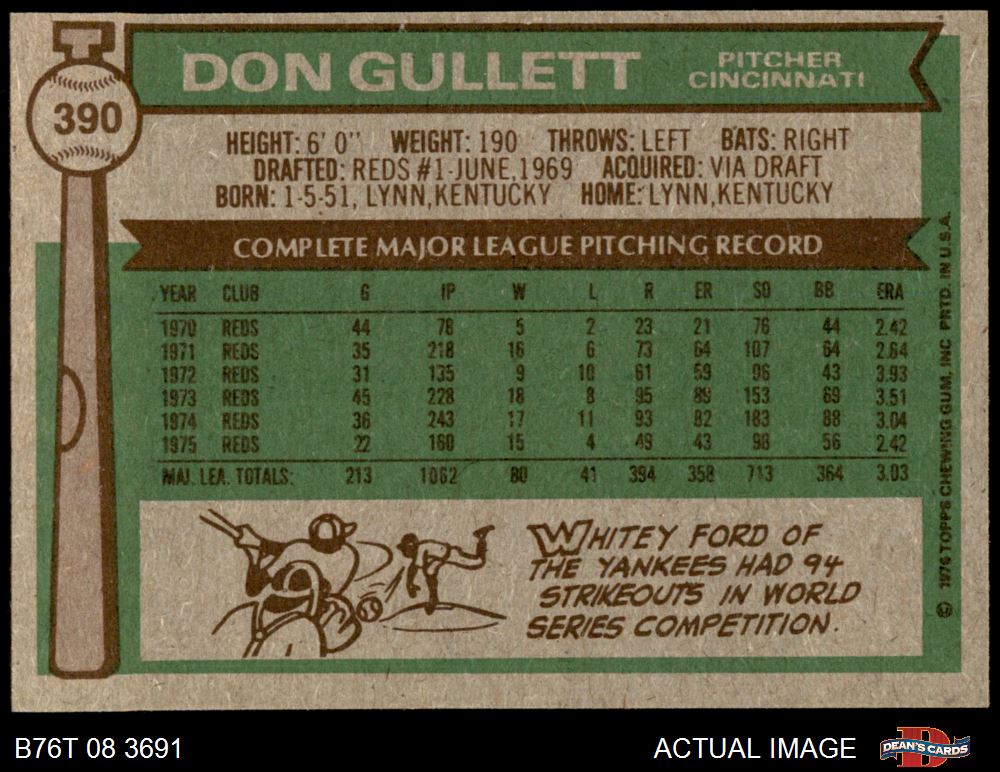 390
DON GULLETT
PITCHER
CINCINNATI
HEIGHT: 6' 0" WEIGHT: 190 THROWS: LEFT BATS: RIGHT
DRAFTED: REDS #1-JUNE,1969 ACQUIRED: VIA DRAFT
BORN: 1-5-51, LYNN,KENTUCKY HOME: LYNN,KENTUCKY
COMPLETE MAJOR LEAGUE PITCHING RECORD
YEAR CLUB G IP W L R ER SO BB ERA
1970 REDS 44 78 5 2 23 21 76 44 2.42
1971 REDS 35 218 16 6 73 64 107 64 2.64
1972 REDS 31 135 9 10 61 59 96 43 3.93
1973 REDS 45 228 18 8 95 89 153 69 3.51
1974 REDS 36 243 17 11 93 82 183 88 3.04
1975 REDS 22 160 15 4 49 43 98 56 2.42
MAJ. LEA. TOTALS: 213 1062 80 41 394 358 713 364 3.03
WHITEY FORD OF
THE YANKEES HAD 94
STRIKEOUTS IN WORLD
SERIES COMPETITION.
© 1976 TOPPS CHEWING GUM, INC PRTD. IN U.S.A.
B76T 08 3691
ACTUAL IMAGE
D
DEAN'S CARDS